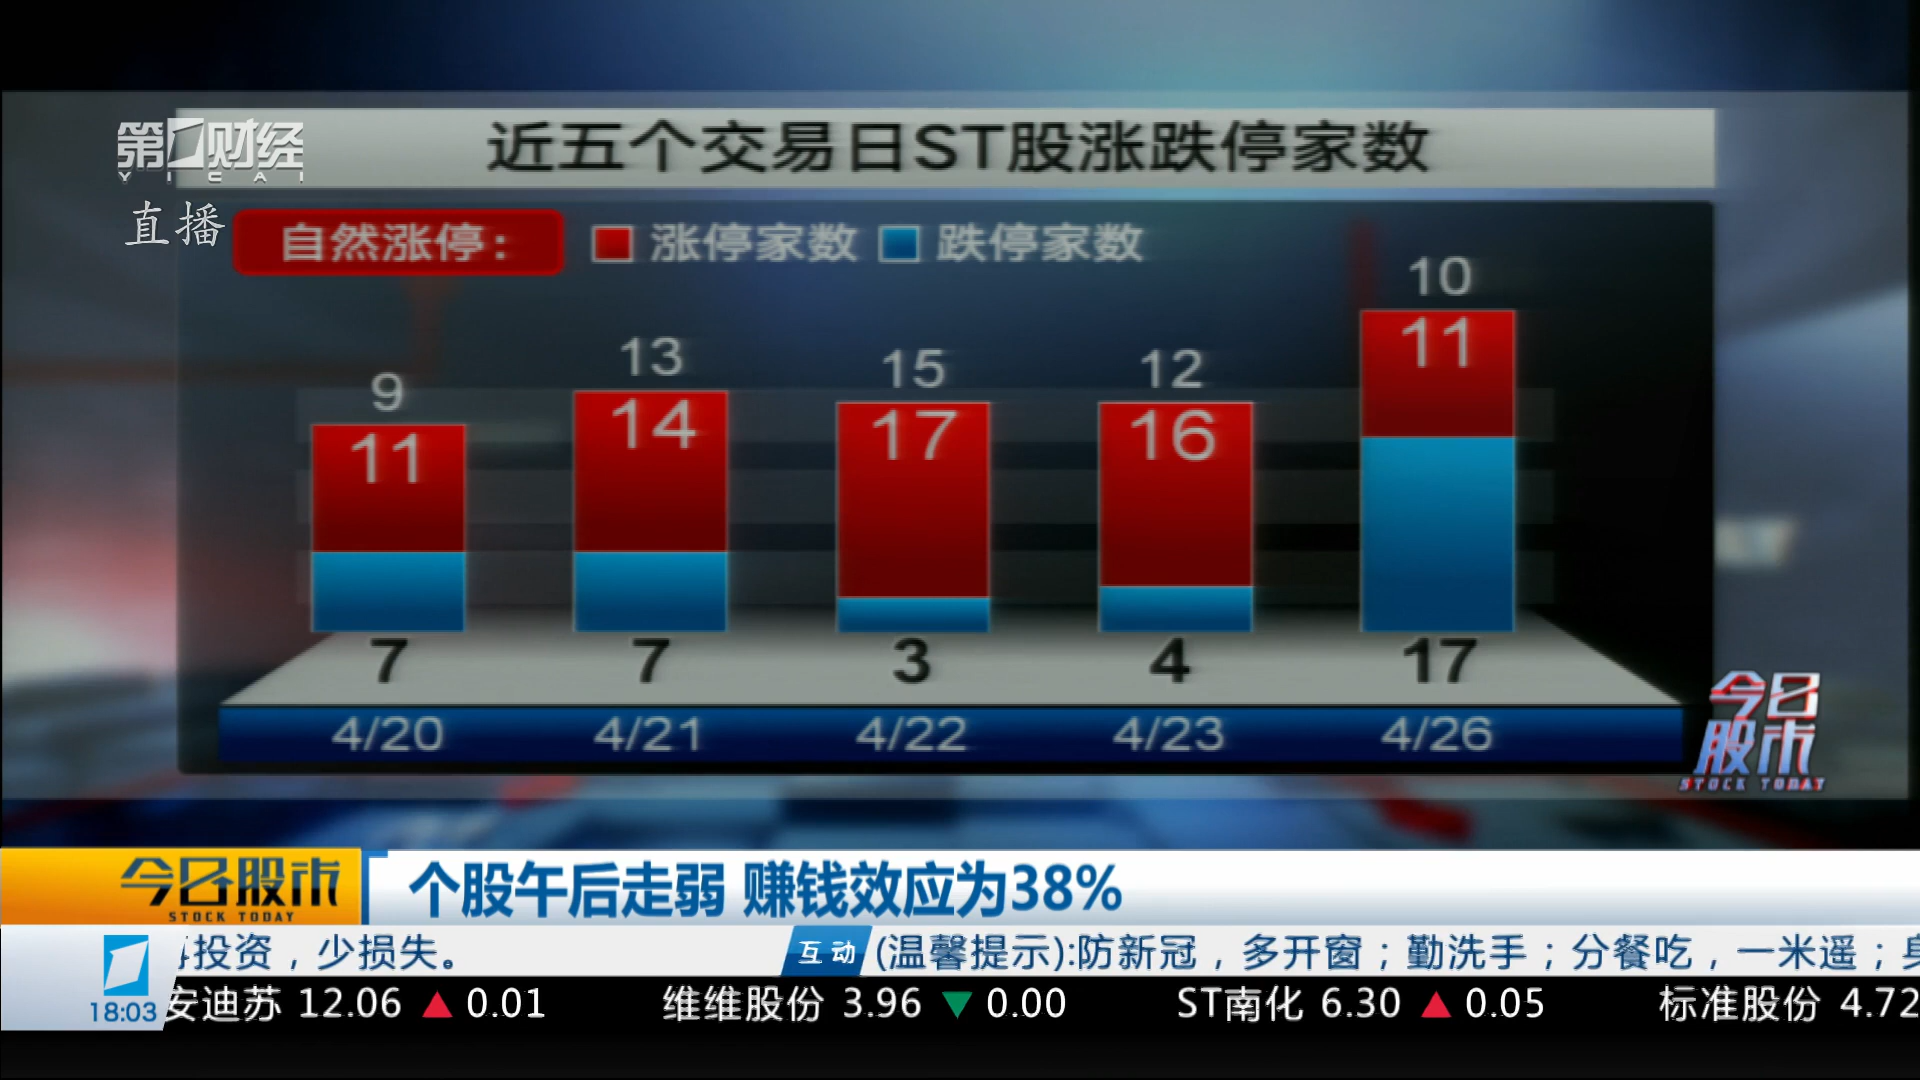 第1财经
YICAI
直播
近五个交易日ST股涨跌停家数
自然涨停: 涨停家数 跌停家数
9 13 15 12 10
11 14 17 16 11
7 7 3 4 17
4/20 4/21 4/22 4/23 4/26
今日股市
STOCK TODAY
今日股市
STOCK TODAY
个股午后走弱 赚钱效应为38%
投资，少损失。 互动 (温馨提示):防新冠，多开窗；勤洗手；分餐吃，一米遥；
18:03
安迪苏 12.06 ▲ 0.01 维维股份 3.96 ▼ 0.00 ST南化 6.30 ▲ 0.05 标准股份 4.72